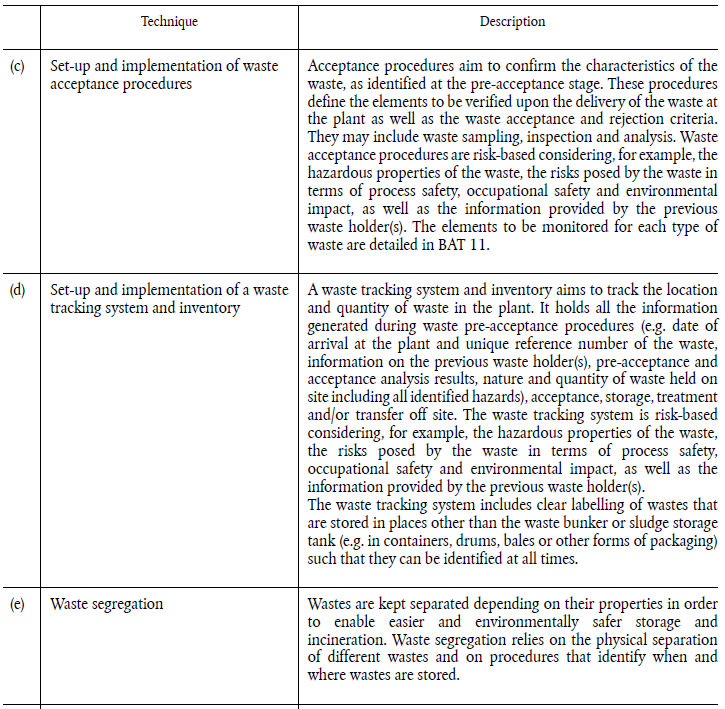 Technique
Description
(c)
Set-up and implementation of waste
acceptance procedures
Acceptance procedures aim to confirm the characteristics of the
waste, as identified at the pre-acceptance stage. These procedures
define the elements to be verified upon the delivery of the waste at
the plant as well as the waste acceptance and rejection criteria.
They may include waste sampling, inspection and analysis. Waste
acceptance procedures are risk-based considering, for example, the
hazardous properties of the waste, the risks posed by the waste in
terms of process safety, occupational safety and environmental
impact, as well as the information provided by the previous
waste holder(s). The elements to be monitored for each type of
waste are detailed in BAT 11.
(d)
Set-up and implementation of a waste
tracking system and inventory
A waste tracking system and inventory aims to track the location
and quantity of waste in the plant. It holds all the information
generated during waste pre-acceptance procedures (e.g. date of
arrival at the plant and unique reference number of the waste,
information on the previous waste holder(s), pre-acceptance and
acceptance analysis results, nature and quantity of waste held on
site including all identified hazards), acceptance, storage, treatment
and/or transfer off site. The waste tracking system is risk-based
considering, for example, the hazardous properties of the waste,
the risks posed by the waste in terms of process safety,
occupational safety and environmental impact, as well as the
information provided by the previous waste holder(s).
The waste tracking system includes clear labelling of wastes that
are stored in places other than the waste bunker or sludge storage
tank (e.g. in containers, drums, bales or other forms of packaging)
such that they can be identified at all times.
(e)
Waste segregation
Wastes are kept separated depending on their properties in order
to enable easier and environmentally safer storage and
incineration. Waste segregation relies on the physical separation
of different wastes and on procedures that identify when and
where wastes are stored.